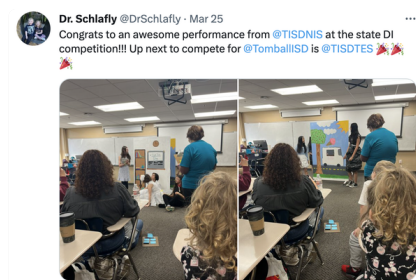 Dr. Schlafly @DrSchlafly · Mar 25
Congrats to an awesome performance from @TISDNIS at the state DI
competition!!! Up next to compete for @TomballISD is @TISDTES 🎉🎉
🎉